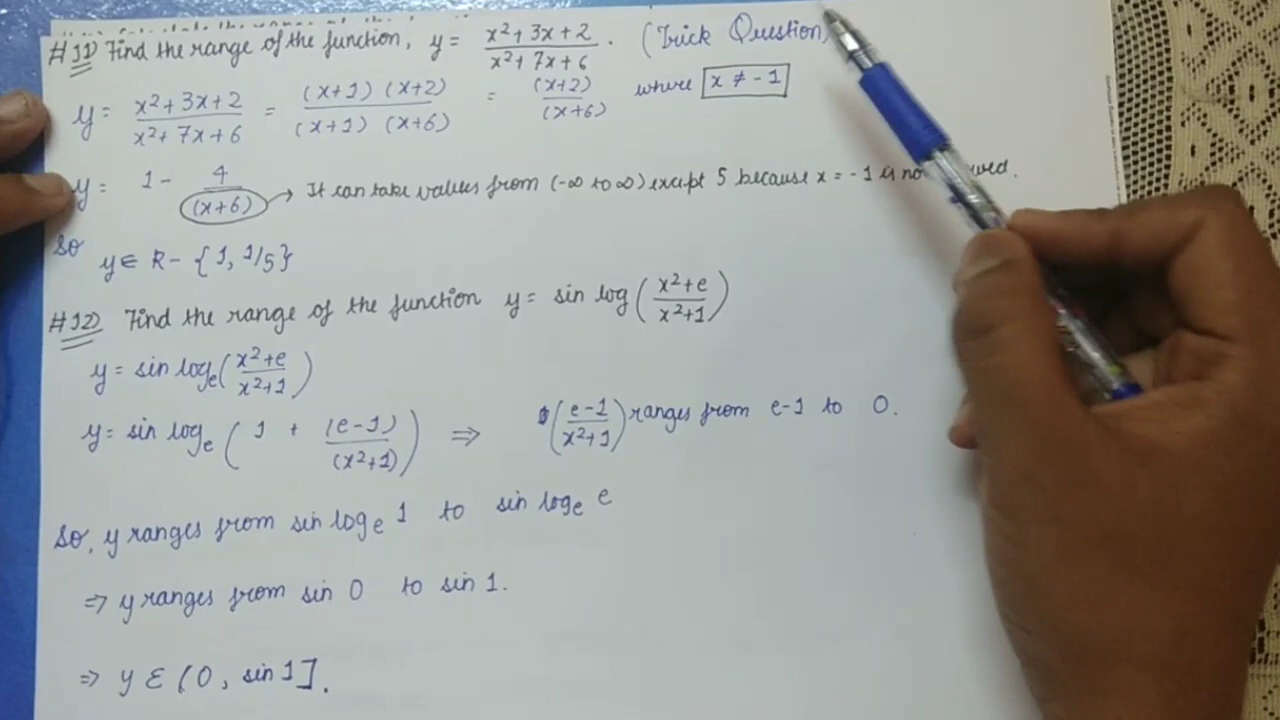 #11) Find the range of the function, y = x²+3x+2 / x²+7x+6 . (Trick Question)
y = x²+3x+2 / x²+7x+6 = (x+1) (x+2) / (x+1) (x+6) = (x+2) / (x+6) where x ≠ -1
y = 1 - 4 / (x+6) → It can take values from (-∞ to ∞) except 5 because x = -1 is
So y ∈ R - {1, 1/5}
#12) Find the range of the function y = sin log (x²+e / x²+1)
y = sin logₑ (x²+e / x²+1)
y = sin logₑ (1 + (e-1) / (x²+1)) ⇒ (e-1 / x²+1) ranges from e-1 to 0.
So, y ranges from sin logₑ 1 to sin logₑ e
⇒ y ranges from sin 0 to sin 1.
⇒ y ε (0, sin 1].